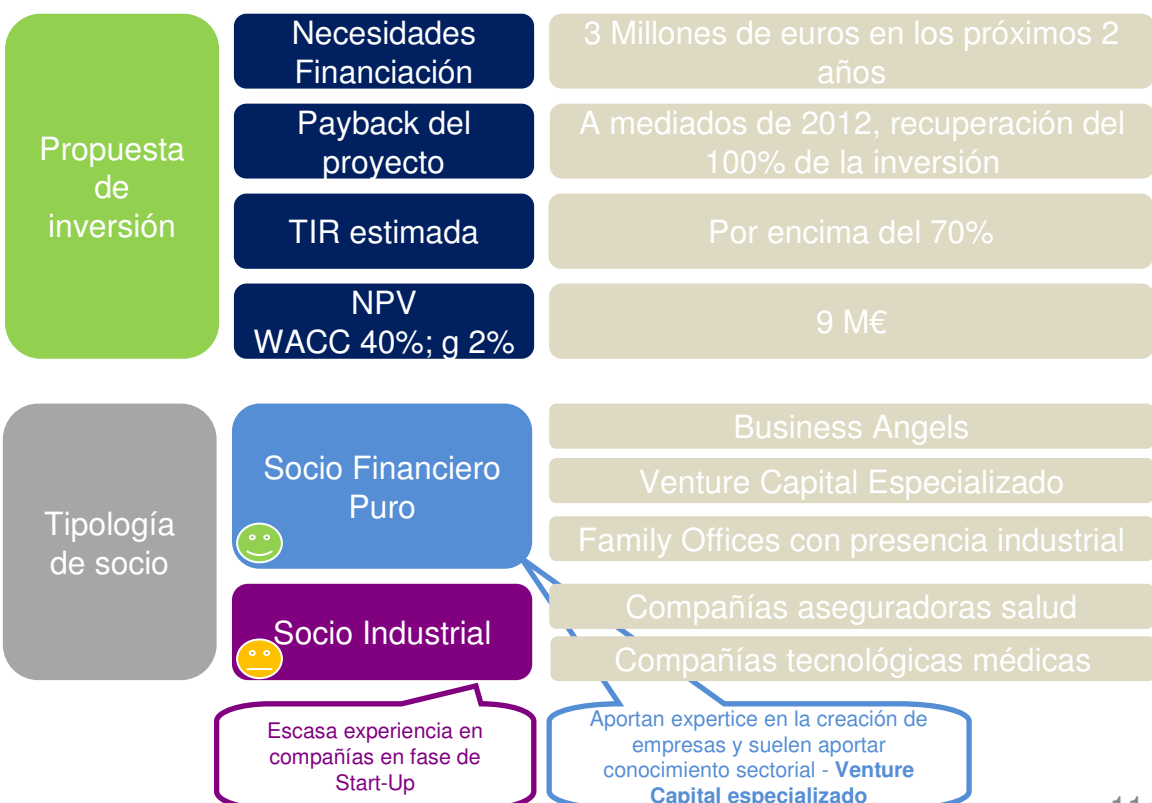 Propuesta
de
inversión
Necesidades
Financiación
3 Millones de euros en los próximos 2
años
Payback del
proyecto
A mediados de 2012, recuperación del
100% de la inversión
TIR estimada
Por encima del 70%
NPV
WACC 40%; g 2%
9 M€
Tipología
de socio
Socio Financiero
Puro
Business Angels
Venture Capital Especializado
Family Offices con presencia industrial
Socio Industrial
Compañías aseguradoras salud
Compañías tecnológicas médicas
Escasa experiencia en
compañías en fase de
Start-Up
Aportan expertice en la creación de
empresas y suelen aportar
conocimiento sectorial - Venture
Capital especializado